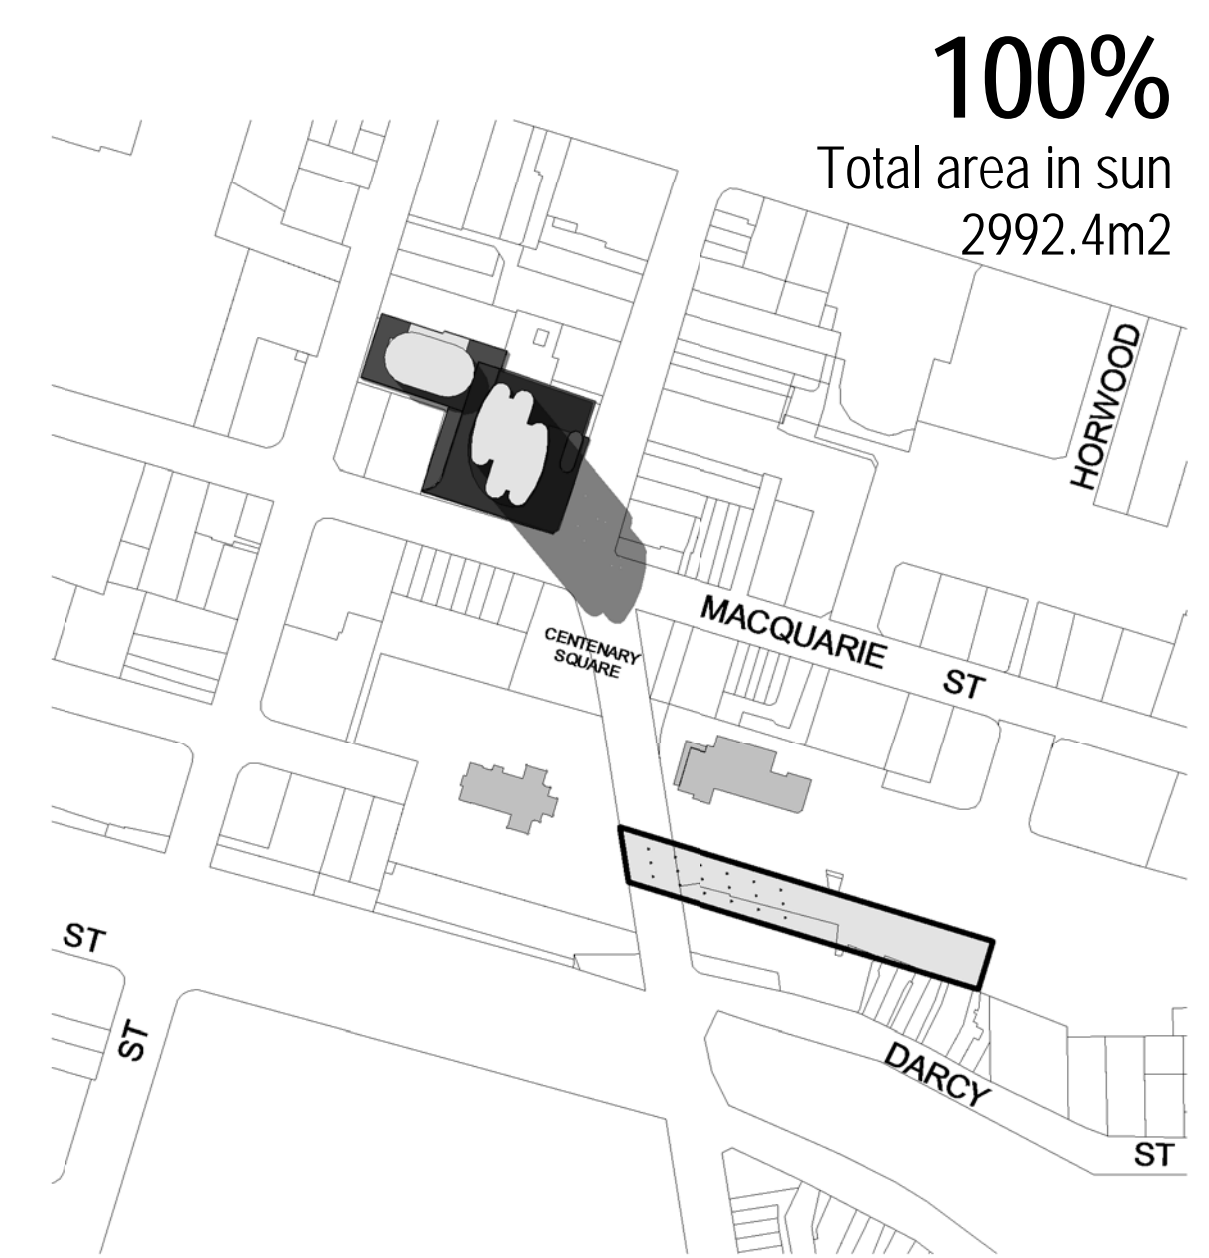 100%
Total area in sun
2992.4m2
HORWOOD
MACQUARIE
ST
CENTENARY
SQUARE
ST
ST
DARCY
ST